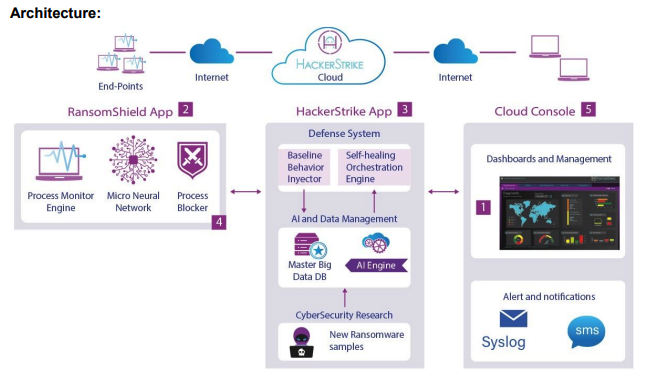 Architecture:
HACKERSTRIKE
Cloud
End-Points
Internet
Internet
RansomShield App 2
HackerStrike App 3
Cloud Console 5
Process Monitor
Engine
Micro Neural
Network
Process
Blocker
4
Defense System
Baseline
Behavior
Invector
Self-healing
Orchestration
Engine
AI and Data Management
Master Big
Data DB
AI Engine
CyberSecurity Research
New Ransomware
samples
Dashboards and Management
1
Alert and notifications
Syslog
sms